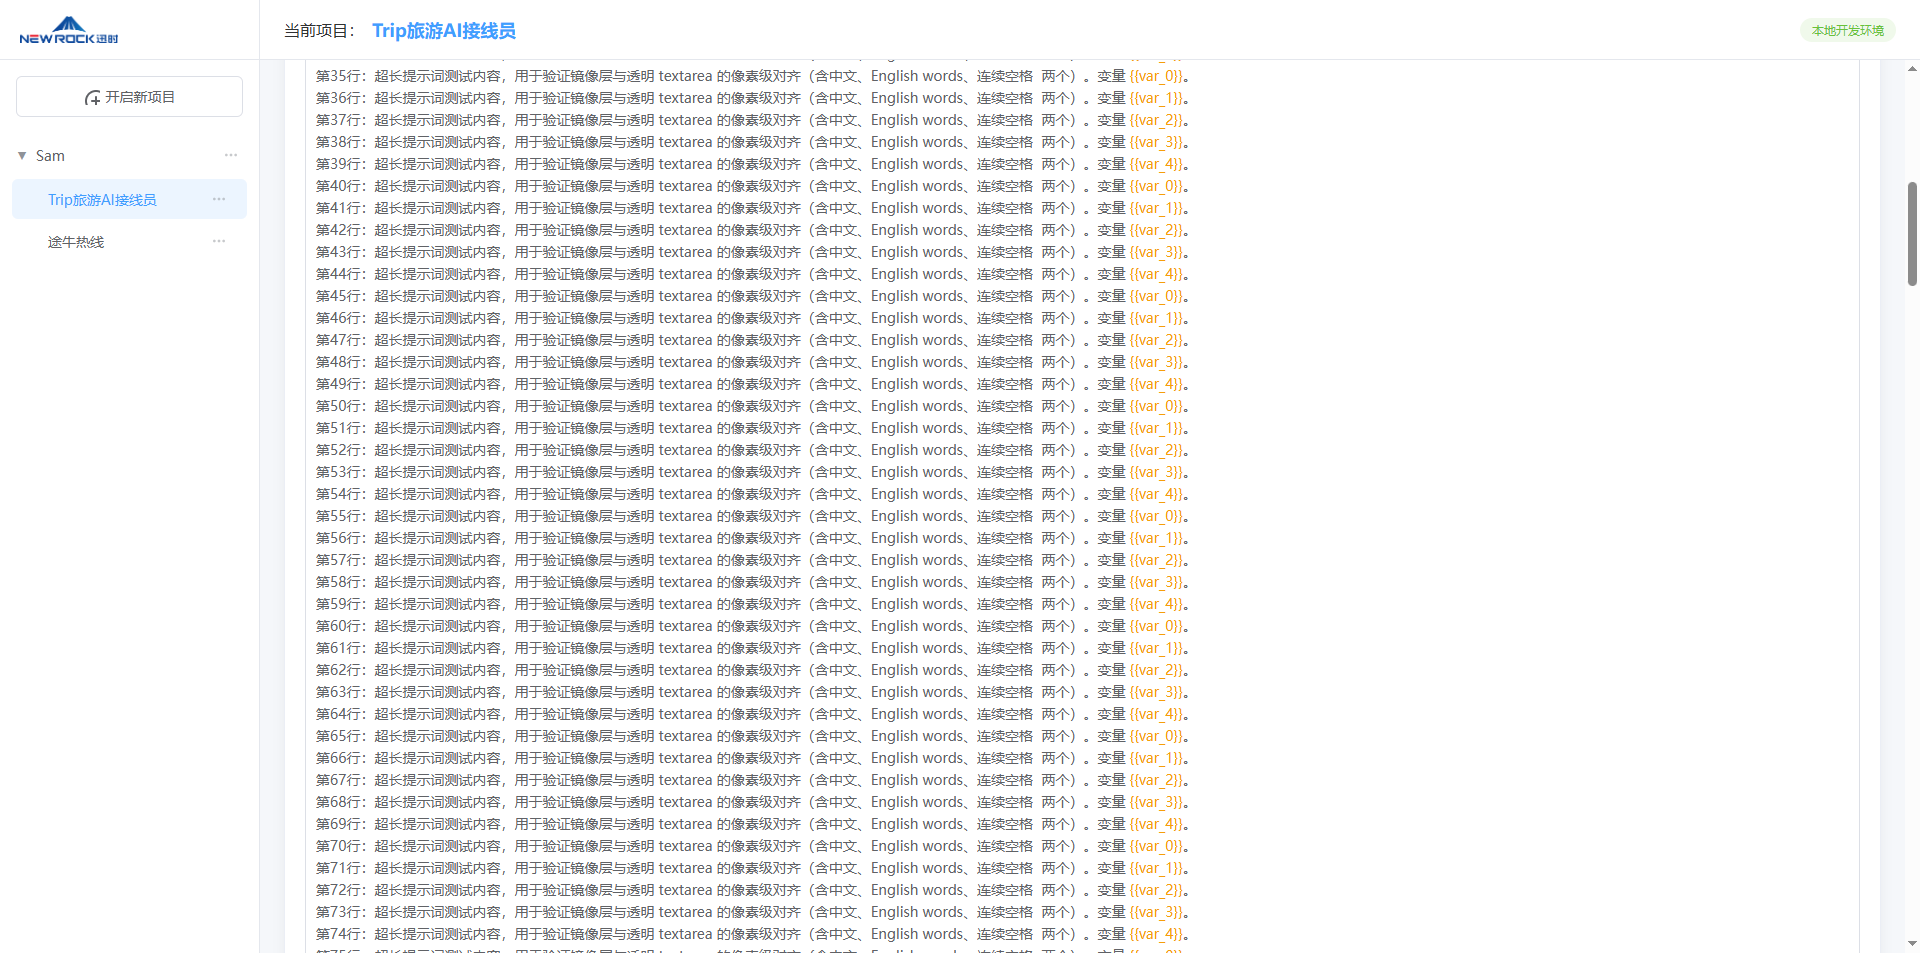 NEWROCK迅时
当前项目： Trip旅游AI接线员
本地开发环境
开启新项目
Sam
Trip旅游AI接线员
途牛热线
第35行：超长提示词测试内容，用于验证镜像层与透明 textarea 的像素级对齐（含中文、English words、连续空格  两个）。变量 {{var_0}}。
第36行：超长提示词测试内容，用于验证镜像层与透明 textarea 的像素级对齐（含中文、English words、连续空格  两个）。变量 {{var_1}}。
第37行：超长提示词测试内容，用于验证镜像层与透明 textarea 的像素级对齐（含中文、English words、连续空格  两个）。变量 {{var_2}}。
第38行：超长提示词测试内容，用于验证镜像层与透明 textarea 的像素级对齐（含中文、English words、连续空格  两个）。变量 {{var_3}}。
第39行：超长提示词测试内容，用于验证镜像层与透明 textarea 的像素级对齐（含中文、English words、连续空格  两个）。变量 {{var_4}}。
第40行：超长提示词测试内容，用于验证镜像层与透明 textarea 的像素级对齐（含中文、English words、连续空格  两个）。变量 {{var_0}}。
第41行：超长提示词测试内容，用于验证镜像层与透明 textarea 的像素级对齐（含中文、English words、连续空格  两个）。变量 {{var_1}}。
第42行：超长提示词测试内容，用于验证镜像层与透明 textarea 的像素级对齐（含中文、English words、连续空格  两个）。变量 {{var_2}}。
第43行：超长提示词测试内容，用于验证镜像层与透明 textarea 的像素级对齐（含中文、English words、连续空格  两个）。变量 {{var_3}}。
第44行：超长提示词测试内容，用于验证镜像层与透明 textarea 的像素级对齐（含中文、English words、连续空格  两个）。变量 {{var_4}}。
第45行：超长提示词测试内容，用于验证镜像层与透明 textarea 的像素级对齐（含中文、English words、连续空格  两个）。变量 {{var_0}}。
第46行：超长提示词测试内容，用于验证镜像层与透明 textarea 的像素级对齐（含中文、English words、连续空格  两个）。变量 {{var_1}}。
第47行：超长提示词测试内容，用于验证镜像层与透明 textarea 的像素级对齐（含中文、English words、连续空格  两个）。变量 {{var_2}}。
第48行：超长提示词测试内容，用于验证镜像层与透明 textarea 的像素级对齐（含中文、English words、连续空格  两个）。变量 {{var_3}}。
第49行：超长提示词测试内容，用于验证镜像层与透明 textarea 的像素级对齐（含中文、English words、连续空格  两个）。变量 {{var_4}}。
第50行：超长提示词测试内容，用于验证镜像层与透明 textarea 的像素级对齐（含中文、English words、连续空格  两个）。变量 {{var_0}}。
第51行：超长提示词测试内容，用于验证镜像层与透明 textarea 的像素级对齐（含中文、English words、连续空格  两个）。变量 {{var_1}}。
第52行：超长提示词测试内容，用于验证镜像层与透明 textarea 的像素级对齐（含中文、English words、连续空格  两个）。变量 {{var_2}}。
第53行：超长提示词测试内容，用于验证镜像层与透明 textarea 的像素级对齐（含中文、English words、连续空格  两个）。变量 {{var_3}}。
第54行：超长提示词测试内容，用于验证镜像层与透明 textarea 的像素级对齐（含中文、English words、连续空格  两个）。变量 {{var_4}}。
第55行：超长提示词测试内容，用于验证镜像层与透明 textarea 的像素级对齐（含中文、English words、连续空格  两个）。变量 {{var_0}}。
第56行：超长提示词测试内容，用于验证镜像层与透明 textarea 的像素级对齐（含中文、English words、连续空格  两个）。变量 {{var_1}}。
第57行：超长提示词测试内容，用于验证镜像层与透明 textarea 的像素级对齐（含中文、English words、连续空格  两个）。变量 {{var_2}}。
第58行：超长提示词测试内容，用于验证镜像层与透明 textarea 的像素级对齐（含中文、English words、连续空格  两个）。变量 {{var_3}}。
第59行：超长提示词测试内容，用于验证镜像层与透明 textarea 的像素级对齐（含中文、English words、连续空格  两个）。变量 {{var_4}}。
第60行：超长提示词测试内容，用于验证镜像层与透明 textarea 的像素级对齐（含中文、English words、连续空格  两个）。变量 {{var_0}}。
第61行：超长提示词测试内容，用于验证镜像层与透明 textarea 的像素级对齐（含中文、English words、连续空格  两个）。变量 {{var_1}}。
第62行：超长提示词测试内容，用于验证镜像层与透明 textarea 的像素级对齐（含中文、English words、连续空格  两个）。变量 {{var_2}}。
第63行：超长提示词测试内容，用于验证镜像层与透明 textarea 的像素级对齐（含中文、English words、连续空格  两个）。变量 {{var_3}}。
第64行：超长提示词测试内容，用于验证镜像层与透明 textarea 的像素级对齐（含中文、English words、连续空格  两个）。变量 {{var_4}}。
第65行：超长提示词测试内容，用于验证镜像层与透明 textarea 的像素级对齐（含中文、English words、连续空格  两个）。变量 {{var_0}}。
第66行：超长提示词测试内容，用于验证镜像层与透明 textarea 的像素级对齐（含中文、English words、连续空格  两个）。变量 {{var_1}}。
第67行：超长提示词测试内容，用于验证镜像层与透明 textarea 的像素级对齐（含中文、English words、连续空格  两个）。变量 {{var_2}}。
第68行：超长提示词测试内容，用于验证镜像层与透明 textarea 的像素级对齐（含中文、English words、连续空格  两个）。变量 {{var_3}}。
第69行：超长提示词测试内容，用于验证镜像层与透明 textarea 的像素级对齐（含中文、English words、连续空格  两个）。变量 {{var_4}}。
第70行：超长提示词测试内容，用于验证镜像层与透明 textarea 的像素级对齐（含中文、English words、连续空格  两个）。变量 {{var_0}}。
第71行：超长提示词测试内容，用于验证镜像层与透明 textarea 的像素级对齐（含中文、English words、连续空格  两个）。变量 {{var_1}}。
第72行：超长提示词测试内容，用于验证镜像层与透明 textarea 的像素级对齐（含中文、English words、连续空格  两个）。变量 {{var_2}}。
第73行：超长提示词测试内容，用于验证镜像层与透明 textarea 的像素级对齐（含中文、English words、连续空格  两个）。变量 {{var_3}}。
第74行：超长提示词测试内容，用于验证镜像层与透明 textarea 的像素级对齐（含中文、English words、连续空格  两个）。变量 {{var_4}}。